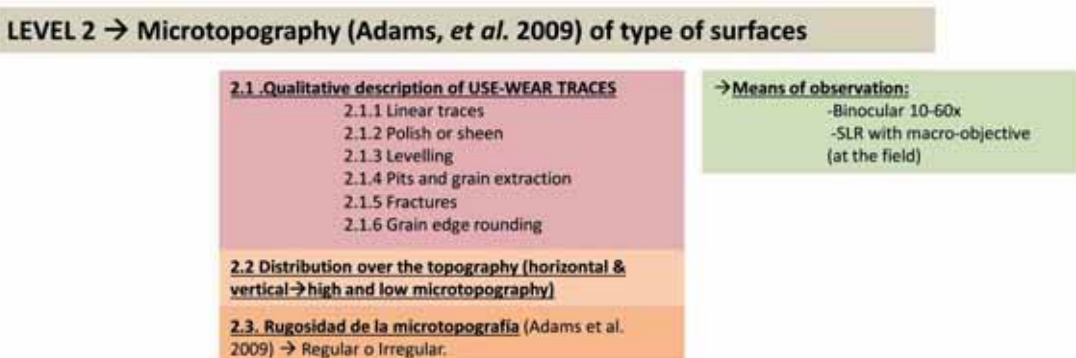 LEVEL 2 → Microtopography (Adams, et al. 2009) of type of surfaces
2.1 .Qualitative description of USE-WEAR TRACES
2.1.1 Linear traces
2.1.2 Polish or sheen
2.1.3 Levelling
2.1.4 Pits and grain extraction
2.1.5 Fractures
2.1.6 Grain edge rounding
2.2 Distribution over the topography (horizontal &
vertical→high and low microtopography)
2.3. Rugosidad de la microtopografía (Adams et al.
2009) → Regular o Irregular.
→Means of observation:
-Binocular 10-60x
-SLR with macro-objective
(at the field)